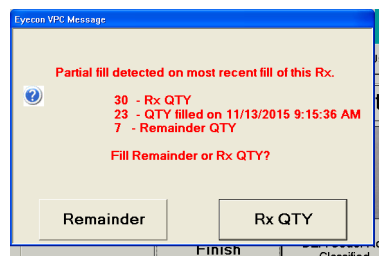 Eyecon VPC Message
Partial fill detected on most recent fill of this Rx.
30 - Rx QTY
23 - QTY filled on 11/13/2015 9:15:36 AM
7 - Remainder QTY
Fill Remainder or Rx QTY?
Remainder
Rx QTY
Finish